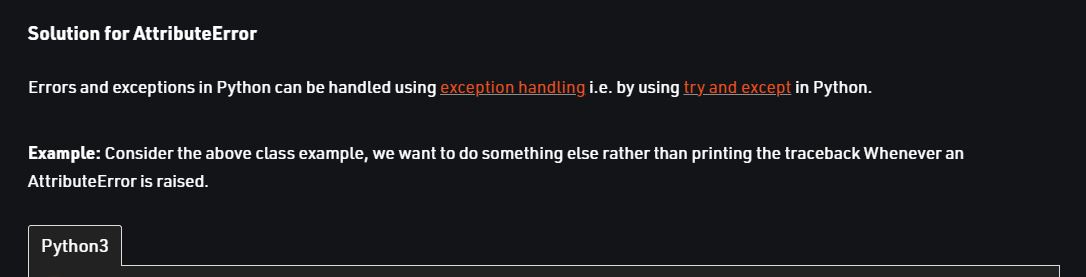 Solution for AttributeError
Errors and exceptions in Python can be handled using exception handling i.e. by using try and except in Python.
Example: Consider the above class example, we want to do something else rather than printing the traceback Whenever an
AttributeError is raised.
Python3